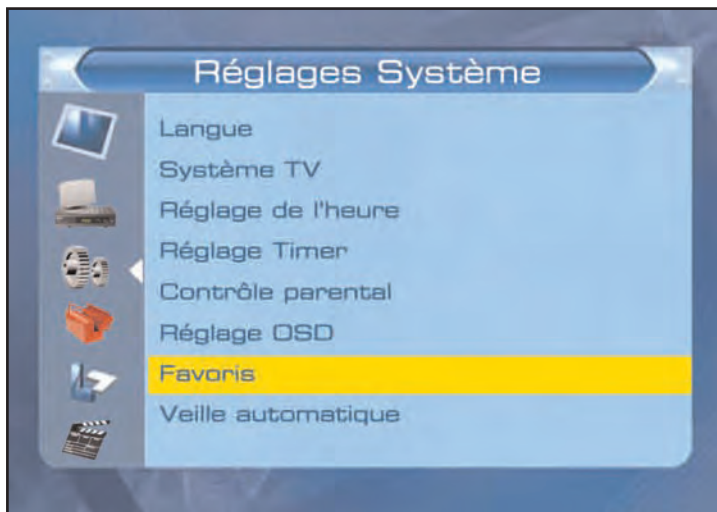 Réglages Système
Langue
Système TV
Réglage de l'heure
Réglage Timer
Contrôle parental
Réglage OSD
Favoris
Veille automatique